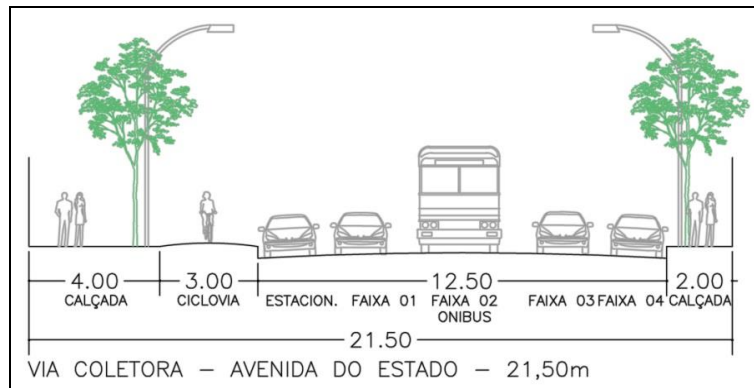 4.00 3.00 12.50 2.00
CALÇADA CICLOVIA ESTACION. FAIXA 01 FAIXA 02 FAIXA 03 FAIXA 04 CALÇADA
ONIBUS
21.50
VIA COLETORA – AVENIDA DO ESTADO – 21,50m